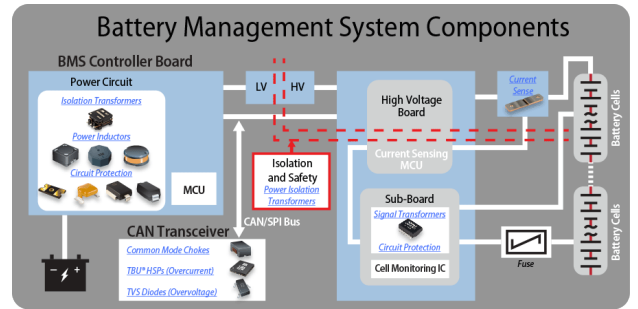 Battery Management System Components
BMS Controller Board
Power Circuit
Isolation Transformers
Power Inductors
Circuit Protection
MCU
LV
HV
High Voltage
Board
Current Sensing
MCU
Current
Sense
Battery Cells
Isolation
and Safety
Power Isolation
Transformers
Sub-Board
Signal Transformers
Circuit Protection
Cell Monitoring IC
Fuse
Battery Cells
CAN/SPI Bus
CAN Transceiver
Common Mode Chokes
TBU® HSPs (Overcurrent)
TVS Diodes (Overvoltage)
- +